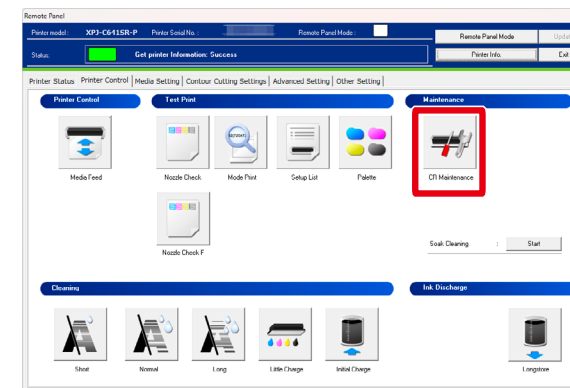 Remote Panel
Printer model : XPJ-C641SR-P Printer Serial No. : Remote Panel Mode :
Remote Panel Mode
Status: Get printer Information: Success
Printer Info.
Exit
Printer Status Printer Control Media Setting Contour Cutting Settings Advanced Setting Other Setting
Printer Control Test Print Maintenance
Media Feed Nozzle Check Mode Print Setup List Palette CR Maintenance
Nozzle Check F
Soak Cleaning : Start
Cleaning Ink Discharge
Short Normal Long Little Charge Initial Charge Longstore